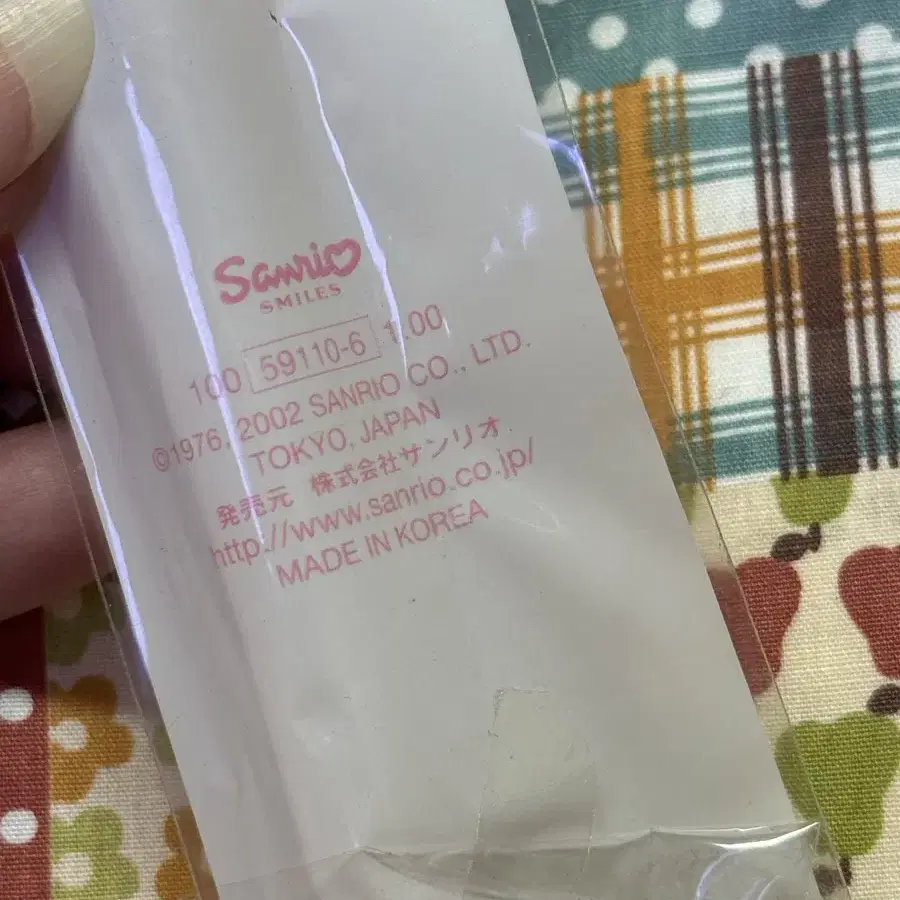 Sanrio
SMILES
100 59110-6 1.00
©1976, 2002 SANRIO CO., LTD.
TOKYO, JAPAN
発売元 株式会社サンリオ
http://www.sanrio.co.jp/
MADE IN KOREA